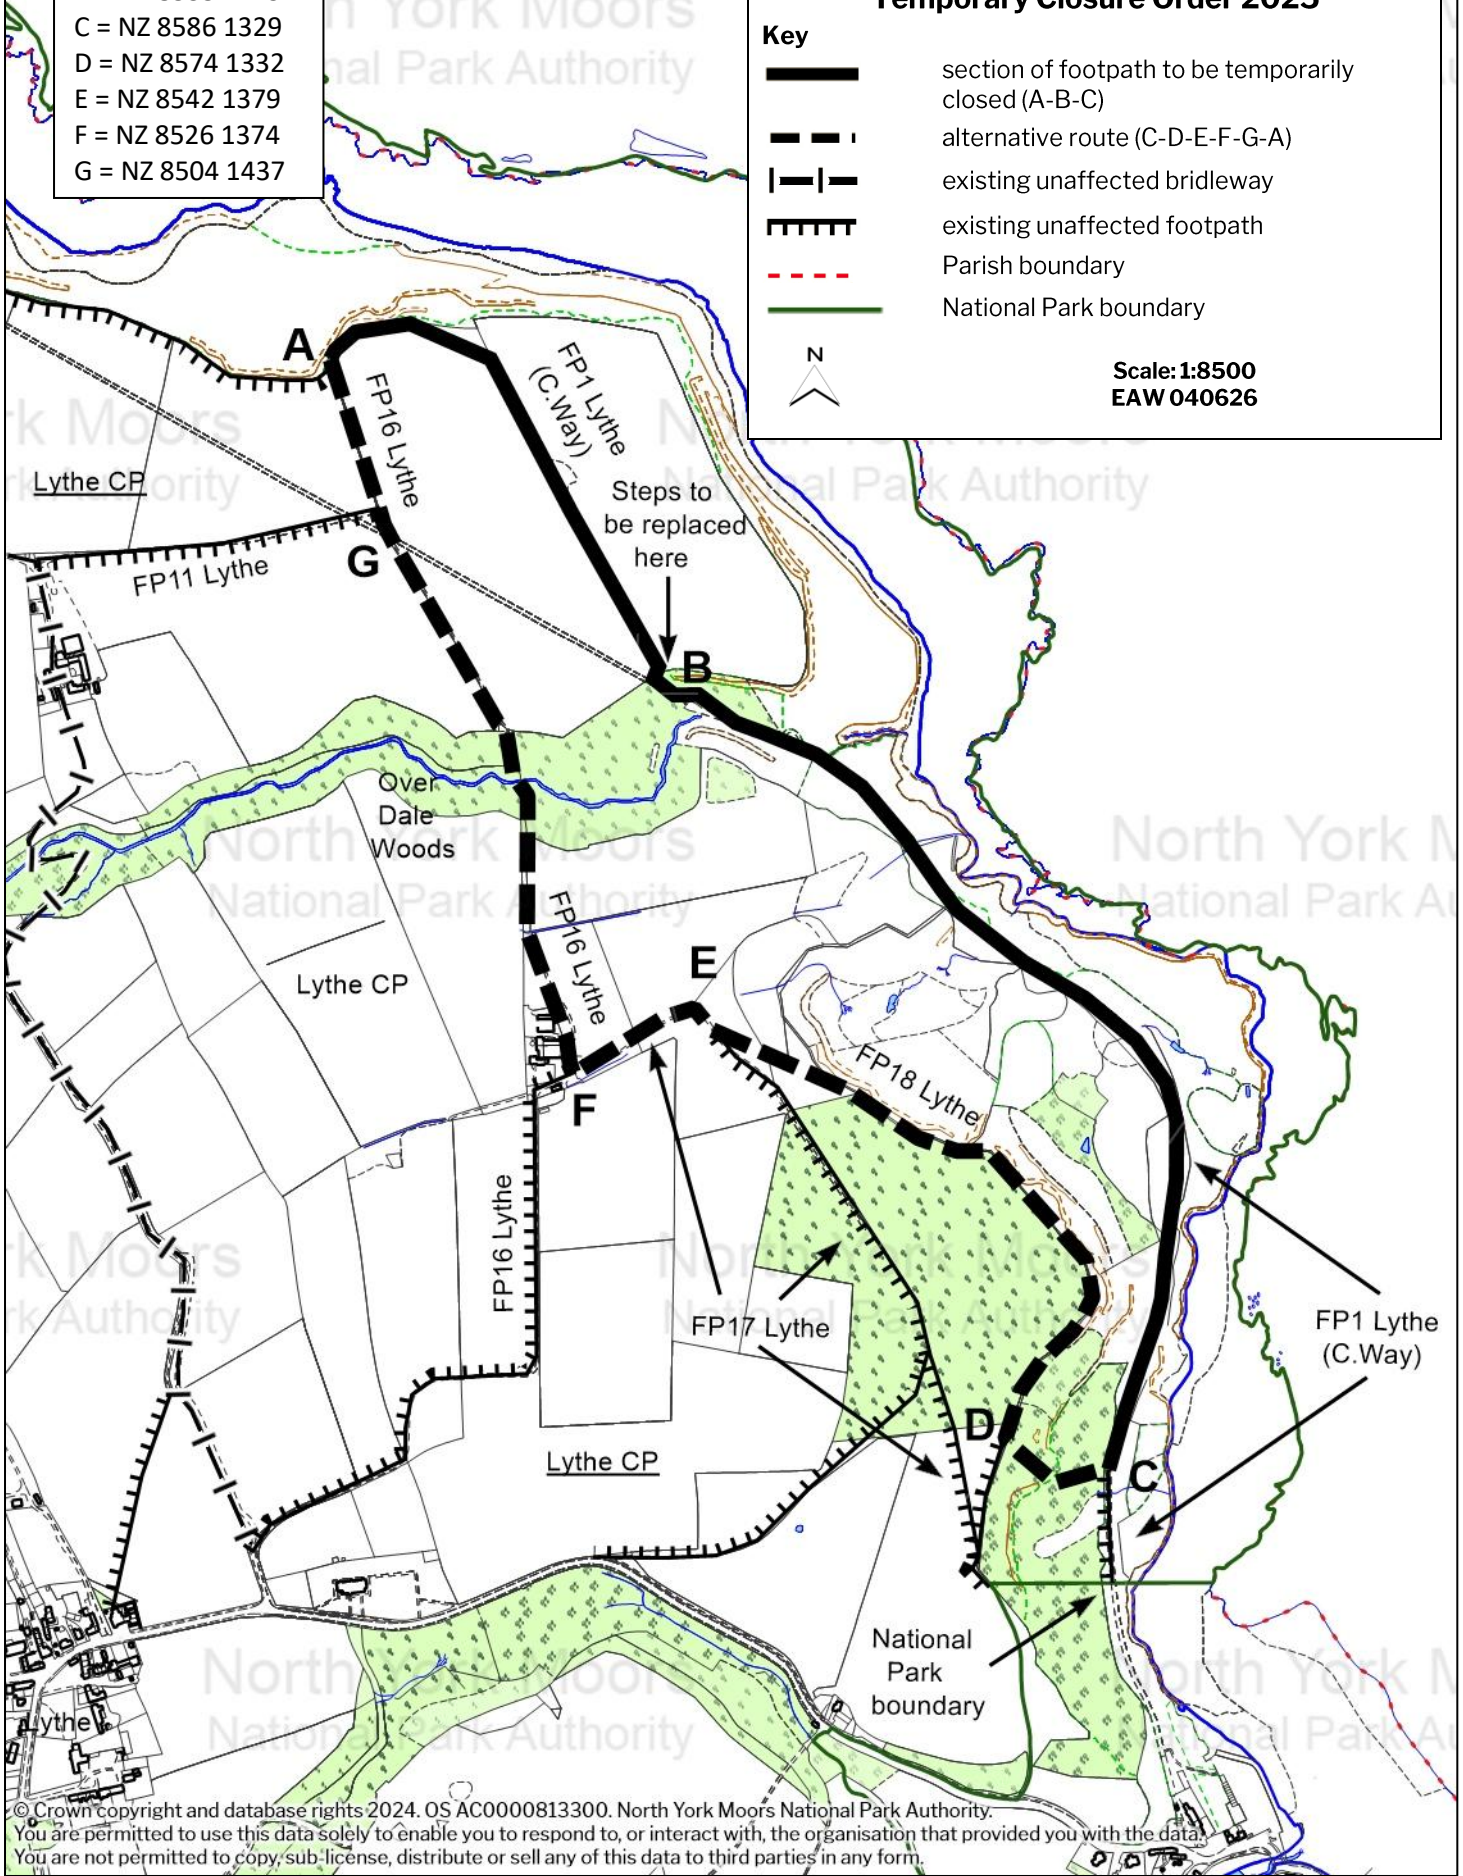 C = NZ 8586 1329
D = NZ 8574 1332
E = NZ 8542 1379
F = NZ 8526 1374
G = NZ 8504 1437
Temporary Closure Order 2025
Key
section of footpath to be temporarily
closed (A-B-C)
alternative route (C-D-E-F-G-A)
existing unaffected bridleway
existing unaffected footpath
Parish boundary
National Park boundary
N
Scale: 1:8500
EAW 040626
A
FP16 Lythe
FP1 Lythe
(C.Way)
Lythe CP
Steps to
be replaced
here
G
FP11 Lythe
B
Over
Dale
Woods
FP16 Lythe
E
Lythe CP
FP18 Lythe
F
FP16 Lythe
FP17 Lythe
FP1 Lythe
(C.Way)
D
Lythe CP
C
National
Park
boundary
Lythe
North York Moors
National Park Authority
© Crown copyright and database rights 2024. OS AC0000813300. North York Moors National Park Authority.
You are permitted to use this data solely to enable you to respond to, or interact with, the organisation that provided you with the data.
You are not permitted to copy, sub-license, distribute or sell any of this data to third parties in any form.